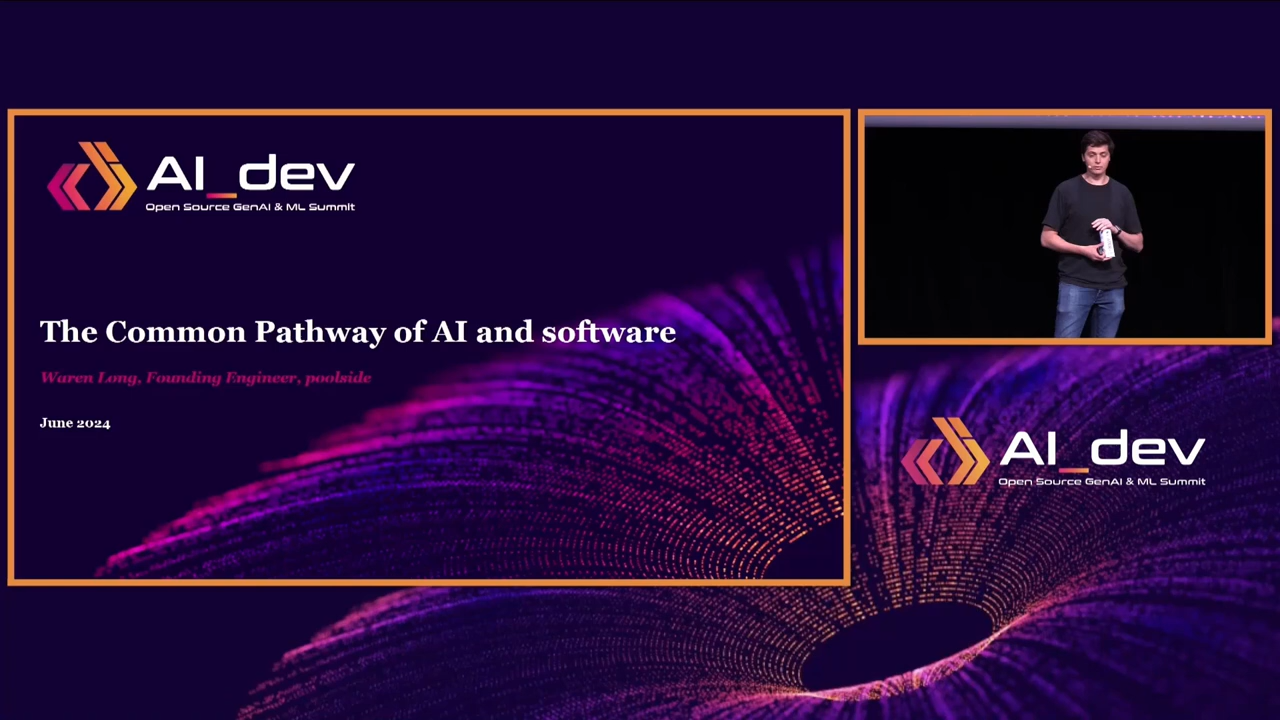 AI_dev
Open Source GenAI & ML Summit
The Common Pathway of AI and software
Waren Long, Founding Engineer, poolside
June 2024
AI_dev
Open Source GenAI & ML Summit